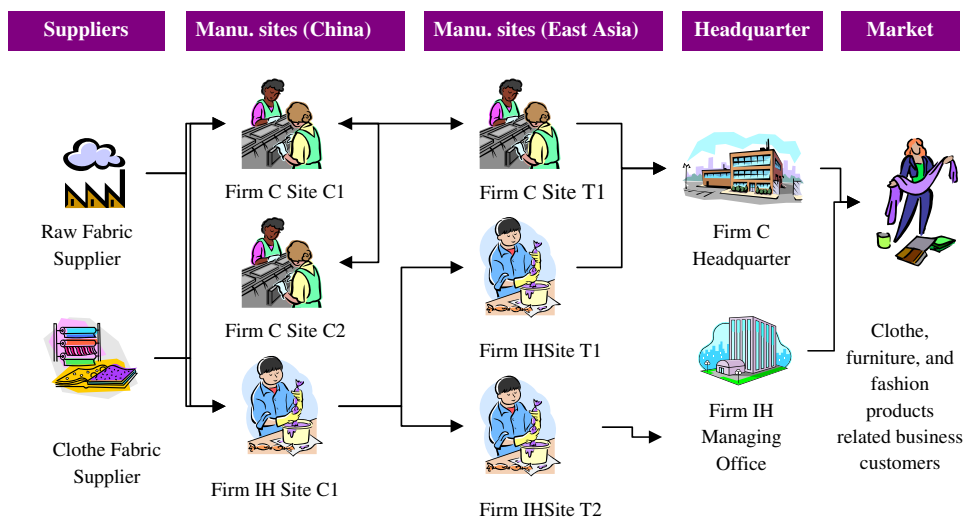 Suppliers
Manu. sites (China)
Manu. sites (East Asia)
Headquarter
Market
Firm C Site C1
Firm C Site T1
Raw Fabric
Supplier
Firm C
Headquarter
Firm C Site C2
Firm IHSite T1
Clothe,
furniture, and
fashion
products
related business
customers
Clothe Fabric
Supplier
Firm IH
Managing
Office
Firm IH Site C1
Firm IHSite T2